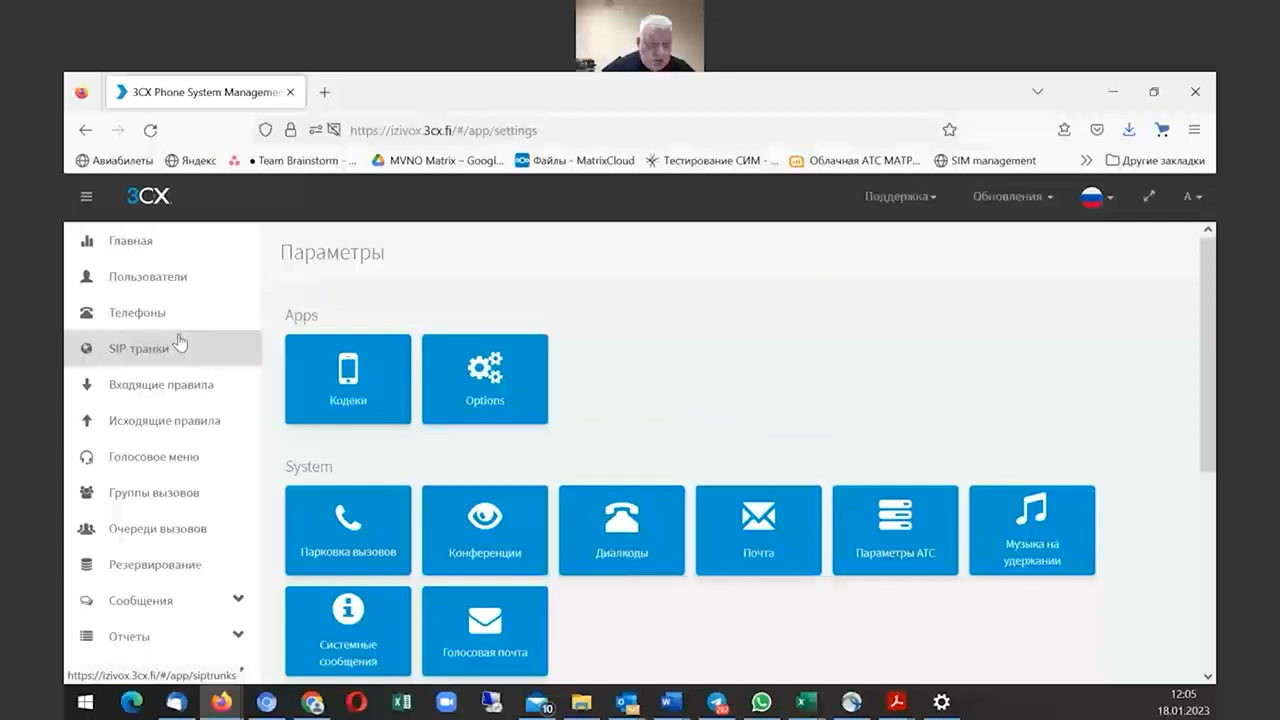 3CX Phone System Manageme
https://izivox.3cx.fi/#/app/settings
Авиабилеты
Яндекс
Team Brainstorm - ...
MVNO Matrix – Googl...
Файлы - MatrixCloud
Тестирование СИМ - ...
Облачная АТС МАТР...
SIM management
Другие закладки
3CX
Поддержка
Обновления
A
Главная
Пользователи
Телефоны
SIP транки
Входящие правила
Исходящие правила
Голосовое меню
Группы вызовов
Очереди вызовов
Резервирование
Сообщения
Отчеты
https://izivox.3cx.fi/#/app/siptrunks
Параметры
Apps
Кодеки
Options
System
Парковка вызовов
Конференции
Диалкоды
Почта
Параметры АТС
Музыка на
удержании
Системные
сообщения
Голосовая почта
10
12:05
18.01.2023